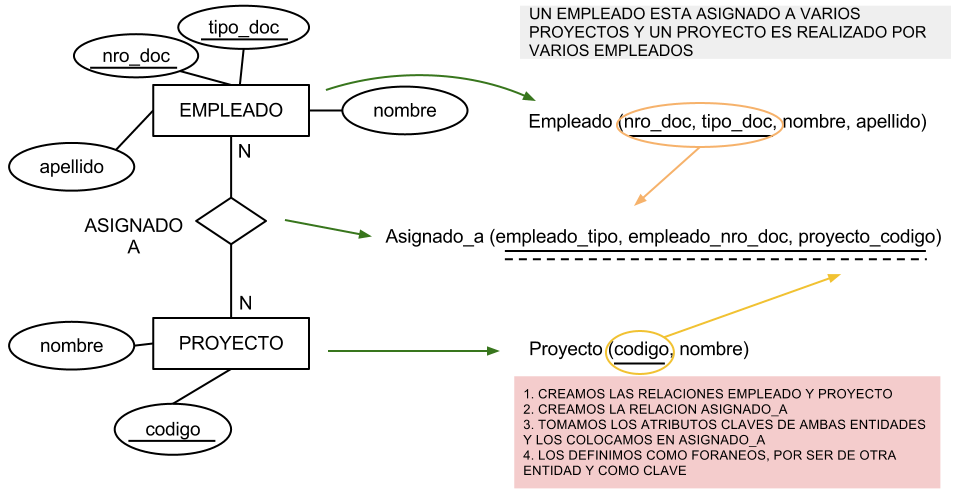 tipo_doc
nro_doc
EMPLEADO
nombre
apellido
N
ASIGNADO
A
N
PROYECTO
nombre
codigo
UN EMPLEADO ESTA ASIGNADO A VARIOS
PROYECTOS Y UN PROYECTO ES REALIZADO POR
VARIOS EMPLEADOS
Empleado (nro_doc, tipo_doc, nombre, apellido)
Asignado_a (empleado_tipo, empleado_nro_doc, proyecto_codigo)
Proyecto (codigo, nombre)
1. CREAMOS LAS RELACIONES EMPLEADO Y PROYECTO
2. CREAMOS LA RELACION ASIGNADO_A
3. TOMAMOS LOS ATRIBUTOS CLAVES DE AMBAS ENTIDADES
Y LOS COLOCAMOS EN ASIGNADO_A
4. LOS DEFINIMOS COMO FORANEOS, POR SER DE OTRA
ENTIDAD Y COMO CLAVE